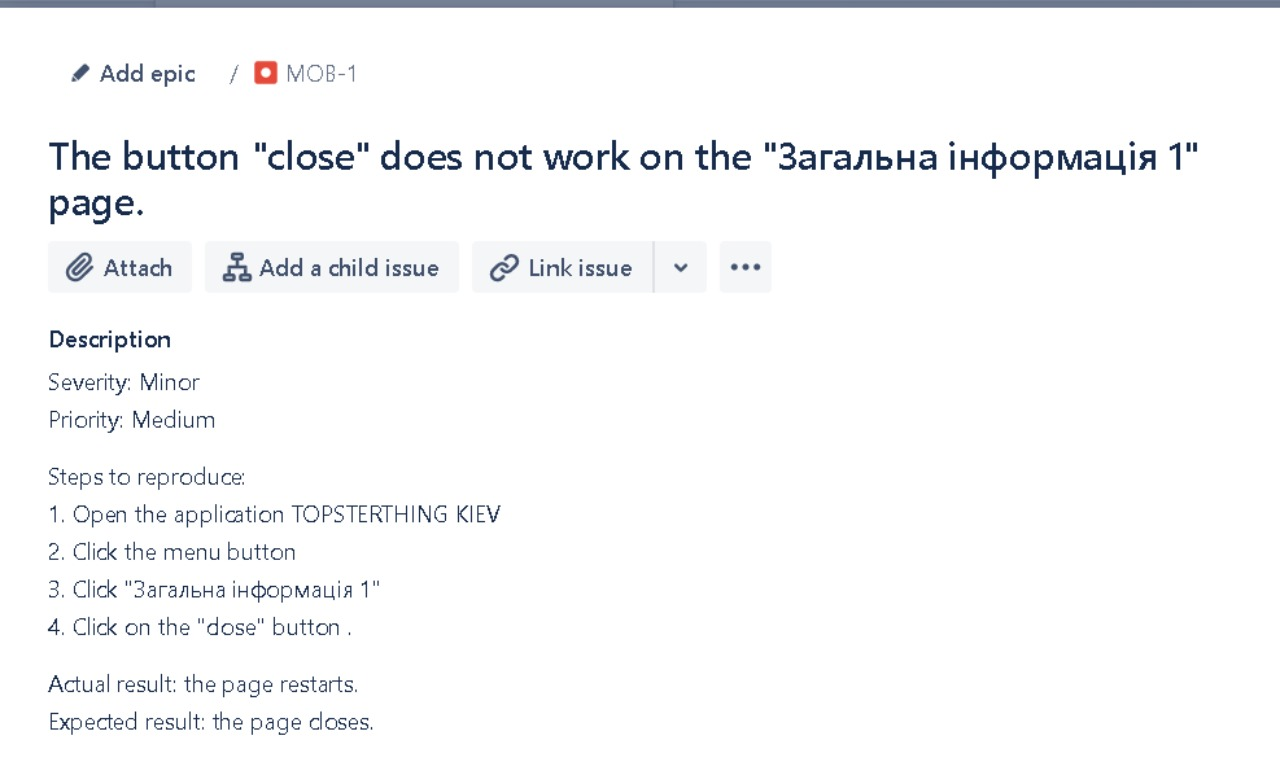 Add epic / MOB-1
The button "close" does not work on the "Загальна інформація 1"
page.
Attach Add a child issue Link issue
Description
Severity: Minor
Priority: Medium
Steps to reproduce:
1. Open the application TOPSTERTHING KIEV
2. Click the menu button
3. Click "Загальна інформація 1"
4. Click on the "close" button .
Actual result: the page restarts.
Expected result: the page closes.